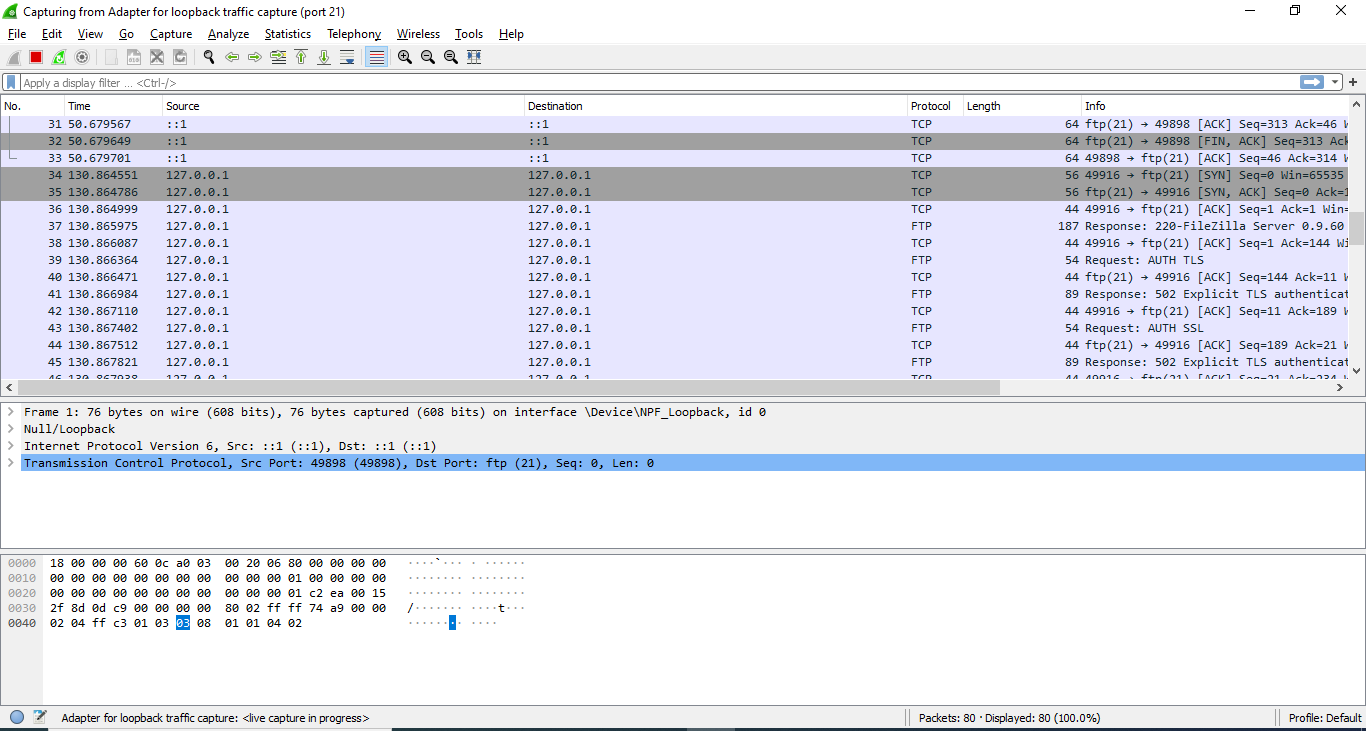 Capturing from Adapter for loopback traffic capture (port 21)
File Edit View Go Capture Analyze Statistics Telephony Wireless Tools Help
Apply a display filter ... <Ctrl-/>
No. Time Source Destination Protocol Length Info
31 50.679567 ::1 ::1 TCP 64 ftp(21) → 49898 [ACK] Seq=313 Ack=46 W
32 50.679649 ::1 ::1 TCP 64 ftp(21) → 49898 [FIN, ACK] Seq=313 Ack
33 50.679701 ::1 ::1 TCP 64 49898 → ftp(21) [ACK] Seq=46 Ack=314 W
34 130.864551 127.0.0.1 127.0.0.1 TCP 56 49916 → ftp(21) [SYN] Seq=0 Win=65535
35 130.864786 127.0.0.1 127.0.0.1 TCP 56 ftp(21) → 49916 [SYN, ACK] Seq=0 Ack=1
36 130.864999 127.0.0.1 127.0.0.1 TCP 44 49916 → ftp(21) [ACK] Seq=1 Ack=1 Win=
37 130.865975 127.0.0.1 127.0.0.1 FTP 187 Response: 220-FileZilla Server 0.9.60
38 130.866087 127.0.0.1 127.0.0.1 TCP 44 49916 → ftp(21) [ACK] Seq=1 Ack=144 Wi
39 130.866364 127.0.0.1 127.0.0.1 FTP 54 Request: AUTH TLS
40 130.866471 127.0.0.1 127.0.0.1 TCP 44 ftp(21) → 49916 [ACK] Seq=144 Ack=11 W
41 130.866984 127.0.0.1 127.0.0.1 FTP 89 Response: 502 Explicit TLS authenticat
42 130.867110 127.0.0.1 127.0.0.1 TCP 44 49916 → ftp(21) [ACK] Seq=11 Ack=189 W
43 130.867402 127.0.0.1 127.0.0.1 FTP 54 Request: AUTH SSL
44 130.867512 127.0.0.1 127.0.0.1 TCP 44 ftp(21) → 49916 [ACK] Seq=189 Ack=21 W
45 130.867821 127.0.0.1 127.0.0.1 FTP 89 Response: 502 Explicit TLS authenticat
46 130.867938 127.0.0.1 127.0.0.1 TCP 44 49916 → ftp(21) [ACK] Seq=21 Ack=234 W
Frame 1: 76 bytes on wire (608 bits), 76 bytes captured (608 bits) on interface \Device\NPF_Loopback, id 0
Null/Loopback
Internet Protocol Version 6, Src: ::1 (::1), Dst: ::1 (::1)
Transmission Control Protocol, Src Port: 49898 (49898), Dst Port: ftp (21), Seq: 0, Len: 0
0000 18 00 00 00 60 0c a0 03 00 20 06 80 00 00 00 00 ····`··· · ······
0010 00 00 00 00 00 00 00 00 00 00 00 01 00 00 00 00 ········ ········
0020 00 00 00 00 00 00 00 00 00 00 00 01 c2 ea 00 15 ········ ········
0030 2f 8d 0d c9 00 00 00 00 80 02 ff ff 74 a9 00 00 /······· ····t···
0040 02 04 ff c3 01 03 03 08 01 01 04 02 ········ ····
Adapter for loopback traffic capture: <live capture in progress> Packets: 80 · Displayed: 80 (100.0%) Profile: Default